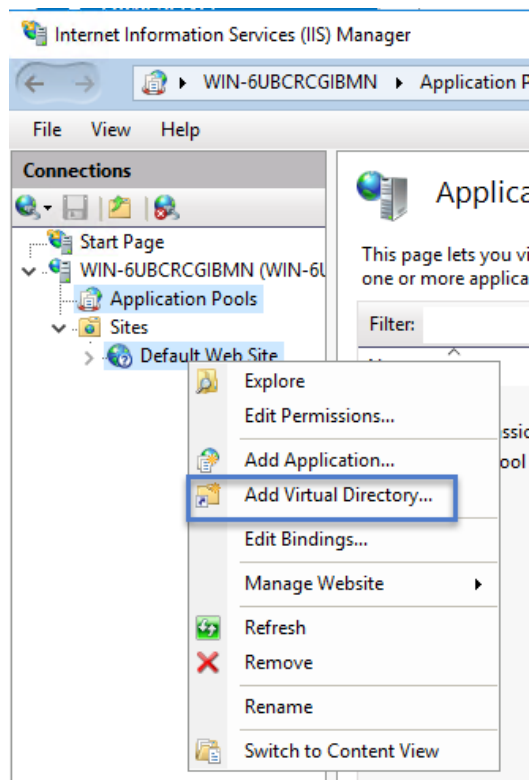 Internet Information Services (IIS) Manager
WIN-6UBCRCGIBMN Application P
File View Help
Connections
Start Page
WIN-6UBCRCGIBMN (WIN-6U
Application Pools
Sites
Default Web Site
Applica
This page lets you vi
one or more applica
Filter:
Explore
Edit Permissions...
Add Application...
Add Virtual Directory...
Edit Bindings...
Manage Website
Refresh
Remove
Rename
Switch to Content View
ssic
ool